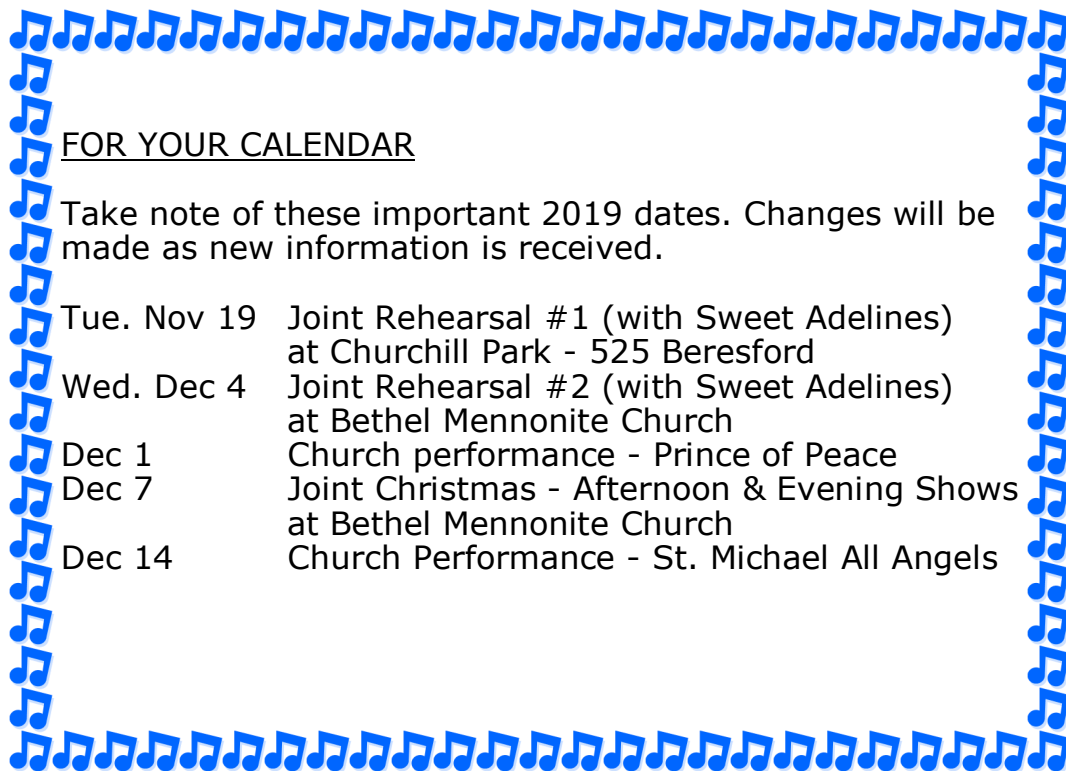 FOR YOUR CALENDAR
Take note of these important 2019 dates. Changes will be
made as new information is received.
Tue. Nov 19 Joint Rehearsal #1 (with Sweet Adelines)
at Churchill Park - 525 Beresford
Wed. Dec 4 Joint Rehearsal #2 (with Sweet Adelines)
at Bethel Mennonite Church
Dec 1 Church performance - Prince of Peace
Dec 7 Joint Christmas - Afternoon & Evening Shows
at Bethel Mennonite Church
Dec 14 Church Performance - St. Michael All Angels